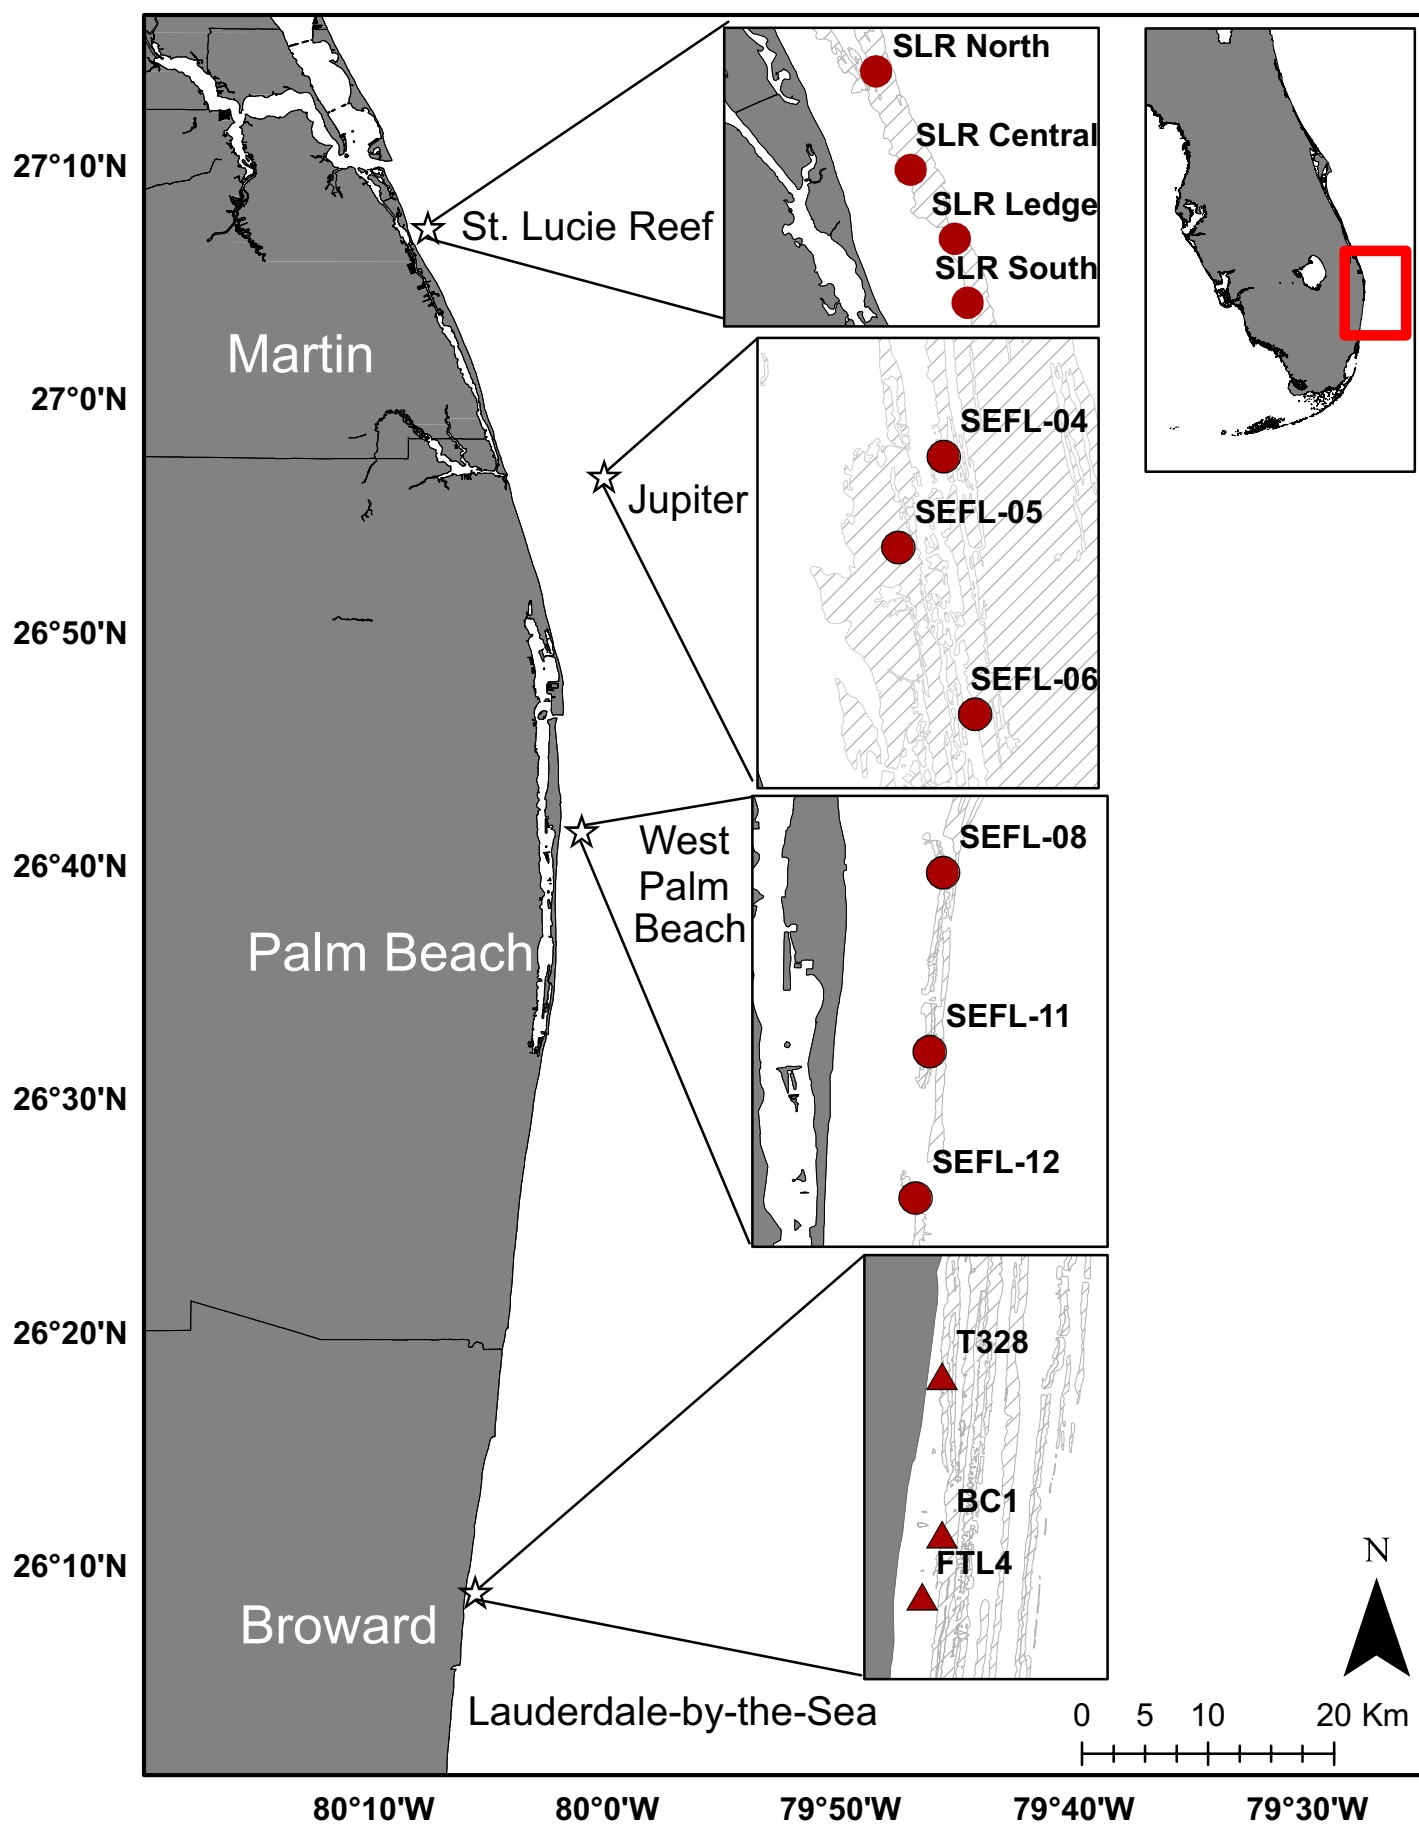 SLR North
SLR Central
SLR Ledge
SLR South
27°10'N
St. Lucie Reef
Martin
27°0'N
SEFL-04
Jupiter
SEFL-05
26°50'N
SEFL-06
26°40'N
West
Palm
Beach
SEFL-08
Palm Beach
SEFL-11
26°30'N
SEFL-12
26°20'N
T328
BC1
26°10'N
FTL4
N
Broward
Lauderdale-by-the-Sea
0 5 10 20 Km
80°10'W 80°0'W 79°50'W 79°40'W 79°30'W